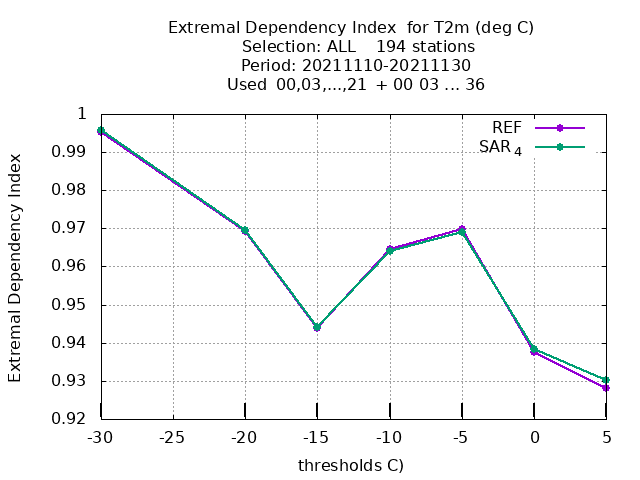 Extremal Dependency Index  for T2m (deg C)
Selection: ALL    194 stations
Period: 20211110-20211130
Used  00,03,...,21  + 00 03 ... 36
REF
SAR 4
Extremal Dependency Index
1
0.99
0.98
0.97
0.96
0.95
0.94
0.93
0.92
-30 -25 -20 -15 -10 -5 0 5
thresholds C)